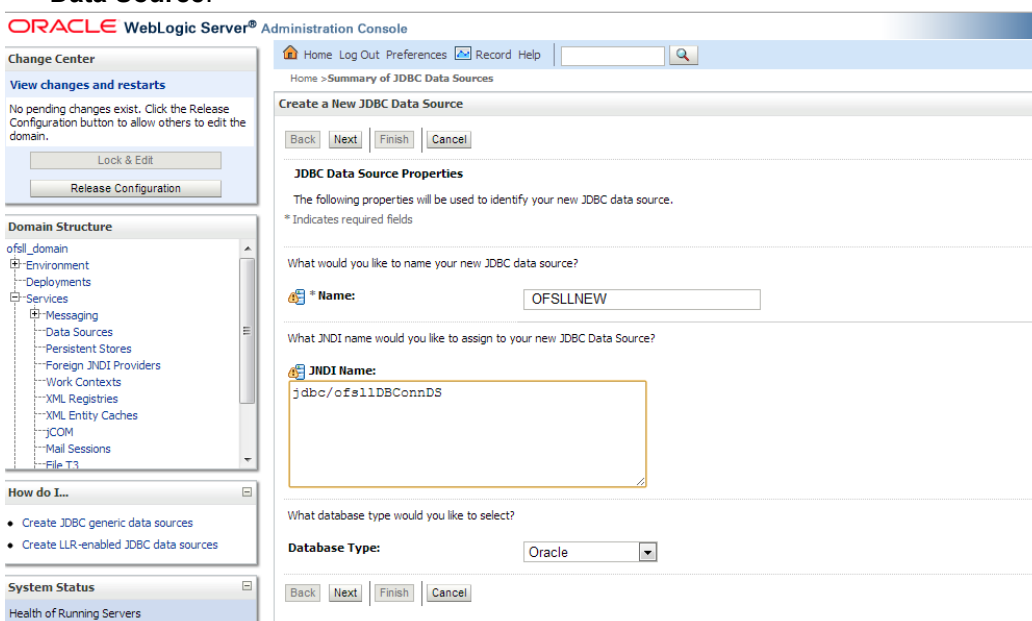 Data Source.
ORACLE WebLogic Server® Administration Console
Change Center
View changes and restarts
No pending changes exist. Click the Release
Configuration button to allow others to edit the
domain.
Lock & Edit
Release Configuration
Domain Structure
ofsll_domain
Environment
Deployments
Services
Messaging
Data Sources
Persistent Stores
Foreign JNDI Providers
Work Contexts
XML Registries
XML Entity Caches
jCOM
Mail Sessions
File T3
How do I...
Create JDBC generic data sources
Create LLR-enabled JDBC data sources
System Status
Health of Running Servers
Home Log Out Preferences Record Help
Home >Summary of JDBC Data Sources
Create a New JDBC Data Source
Back Next Finish Cancel
JDBC Data Source Properties
The following properties will be used to identify your new JDBC data source.
* Indicates required fields
What would you like to name your new JDBC data source?
* Name: OFSLLNEW
What JNDI name would you like to assign to your new JDBC Data Source?
JNDI Name:
jdbc/ofsllDBConnDS
What database type would you like to select?
Database Type: Oracle
Back Next Finish Cancel